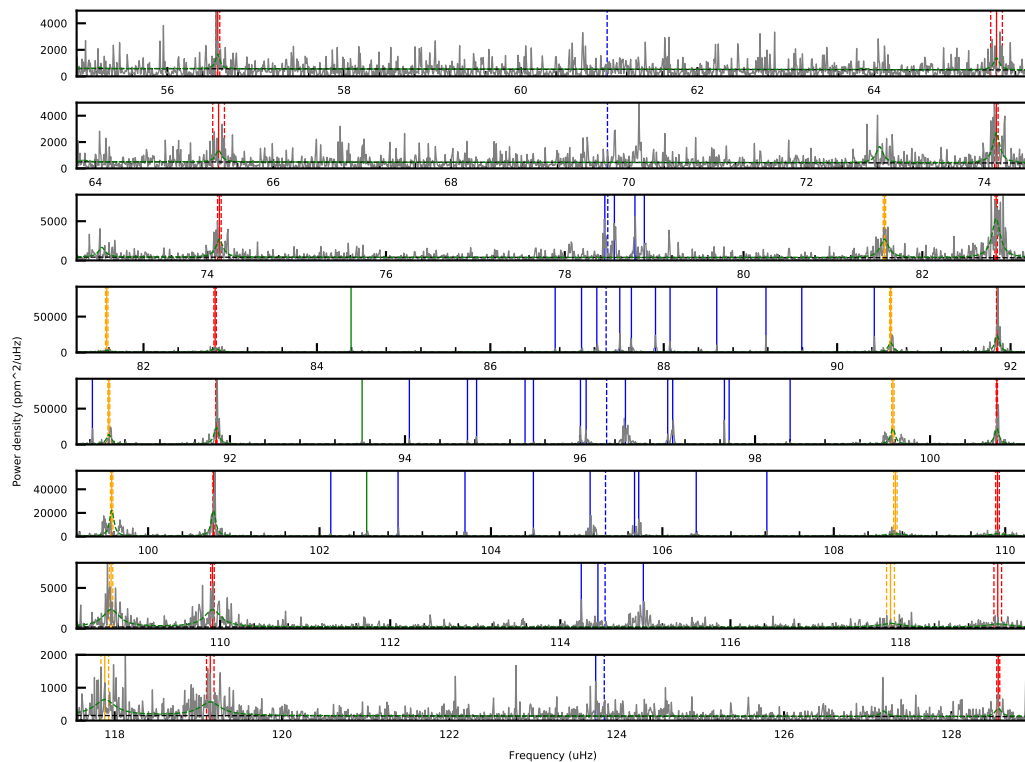 4000
2000
0
56 58 60 62 64
4000
2000
0
64 66 68 70 72 74
5000
0
74 76 78 80 82
50000
0
82 84 86 88 90 92
50000
0
92 94 96 98 100
40000
20000
0
100 102 104 106 108 110
5000
0
110 112 114 116 118
2000
1000
0
118 120 122 124 126 128
Power density (ppm^2/uHz)
Frequency (uHz)